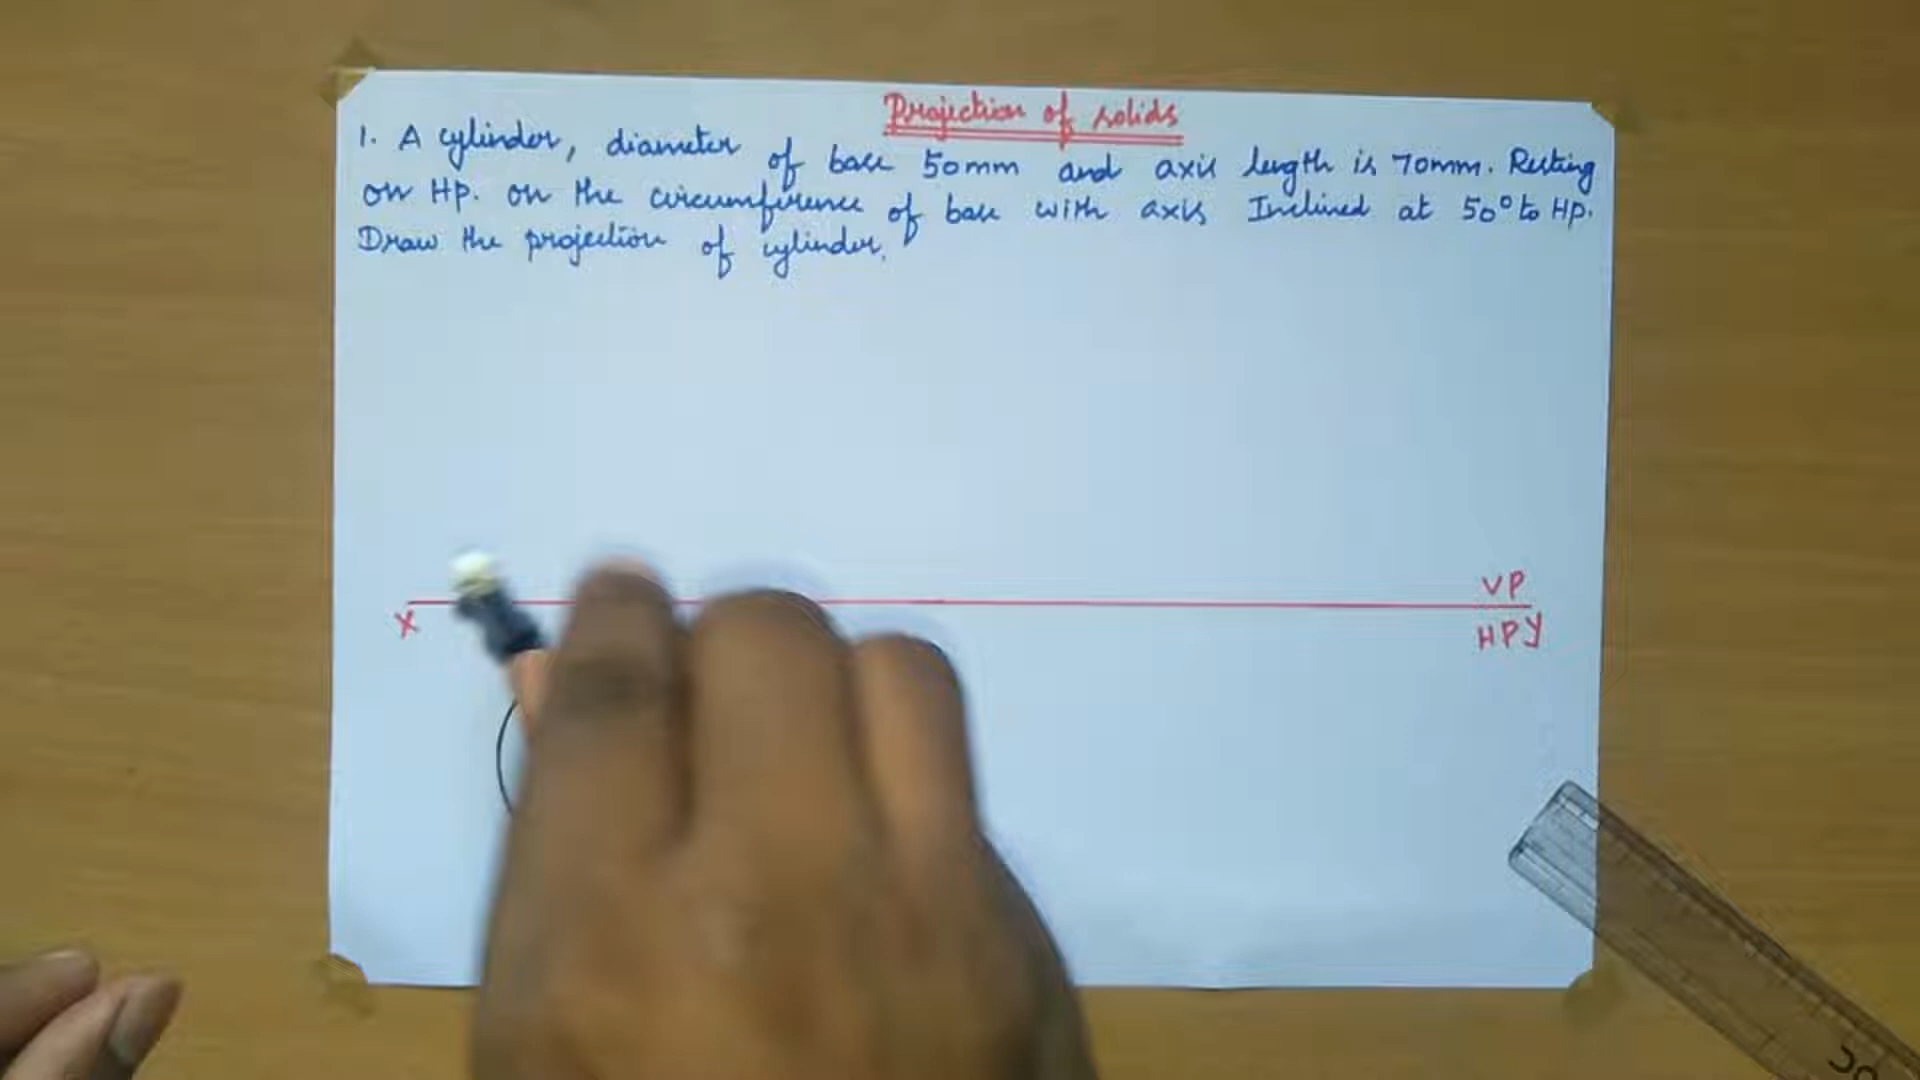 Projection of solids
1. A cylinder, diameter of base 50mm and axis length is 70mm. Resting
on HP. on the circumference of base with axis Inclined at 50° to HP.
Draw the projection of cylinder.
VP
X
HP Y